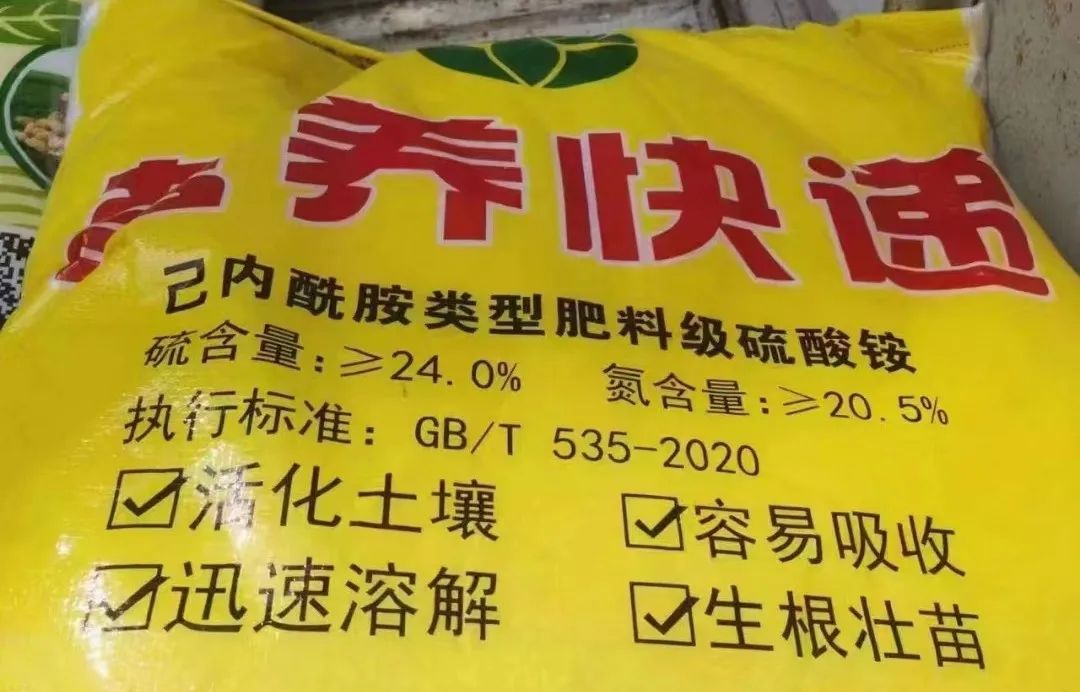 养快递
己内酰胺类型肥料级硫酸铵
硫含量:≥24.0% 氮含量:≥20.5%
执行标准: GB/T 535-2020
活化土壤 容易吸收
迅速溶解 生根壮苗